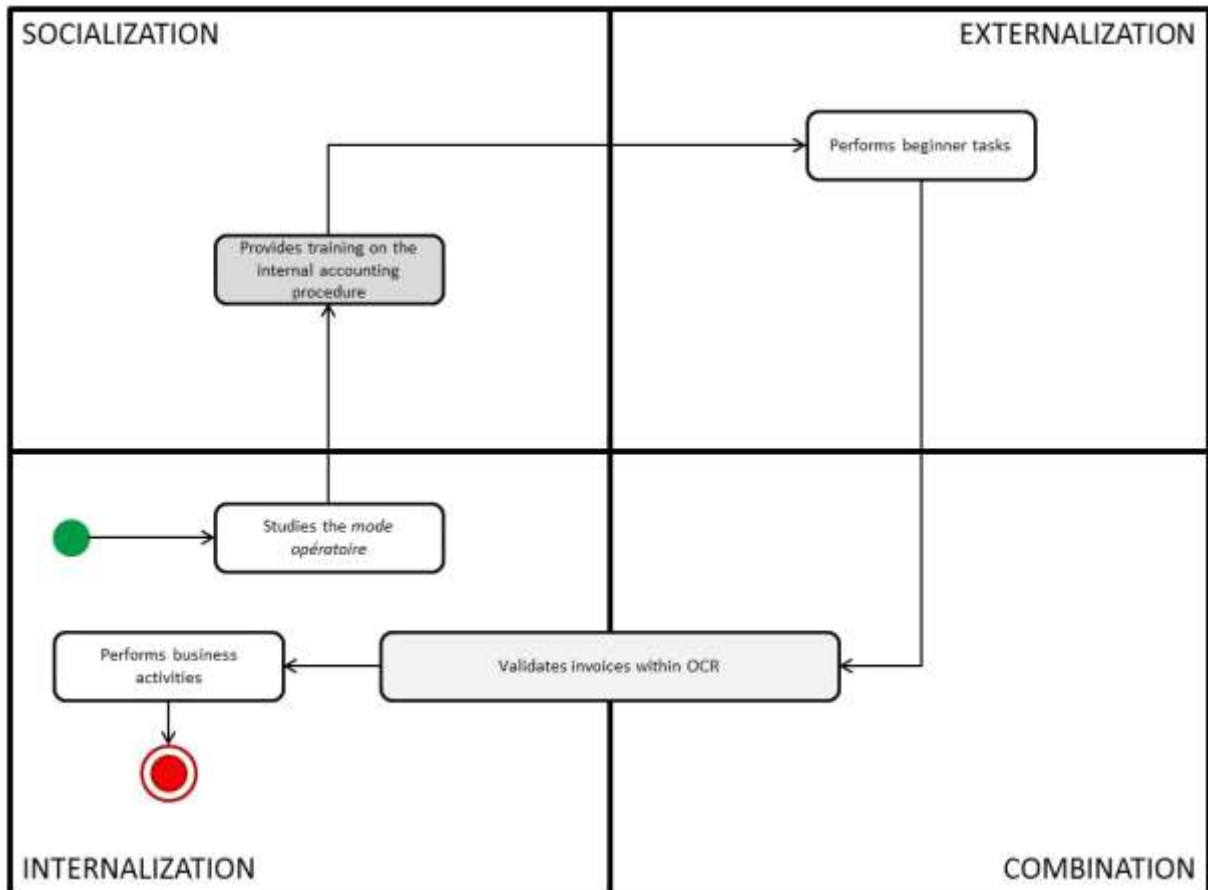 SOCIALIZATION
EXTERNALIZATION
Performs beginner tasks
Provides training on the
internal accounting
procedure
Studies the mode
opératoire
Performs business
activities
Validates invoices within OCR
INTERNALIZATION
COMBINATION